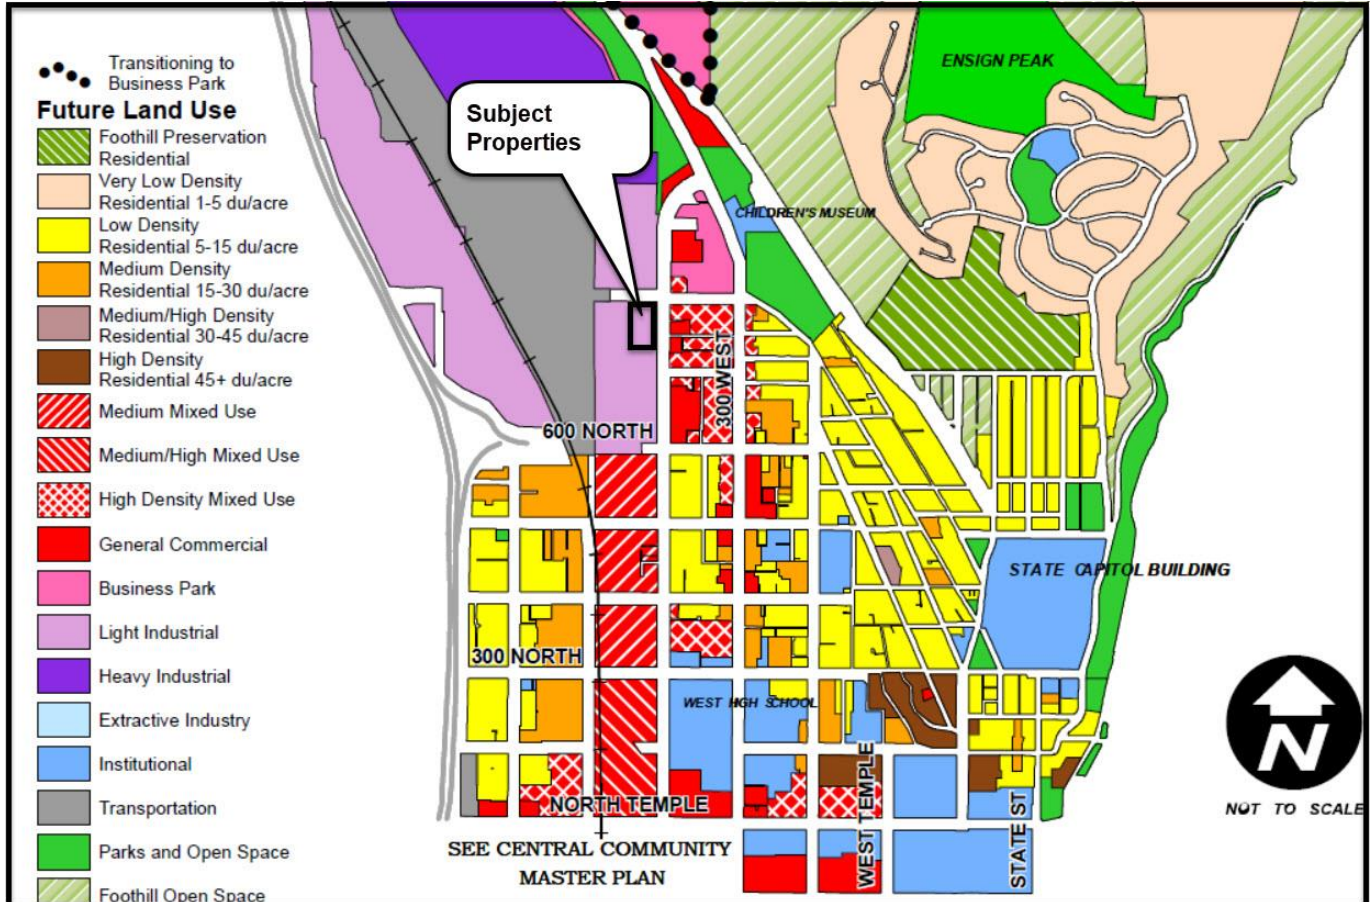 Transitioning to
Business Park
Future Land Use
Foothill Preservation
Residential
Very Low Density
Residential 1-5 du/acre
Low Density
Residential 5-15 du/acre
Medium Density
Residential 15-30 du/acre
Medium/High Density
Residential 30-45 du/acre
High Density
Residential 45+ du/acre
Medium Mixed Use
Medium/High Mixed Use
High Density Mixed Use
General Commercial
Business Park
Light Industrial
Heavy Industrial
Extractive Industry
Institutional
Transportation
Parks and Open Space
Foothill Open Space
Subject
Properties
ENSIGN PEAK
CHILDREN'S MUSEUM
300 WEST
600 NORTH
STATE CAPITOL BUILDING
300 NORTH
WEST HIGH SCHOOL
NORTH TEMPLE
WEST TEMPLE
STATE ST
SEE CENTRAL COMMUNITY
MASTER PLAN
N
NOT TO SCALE